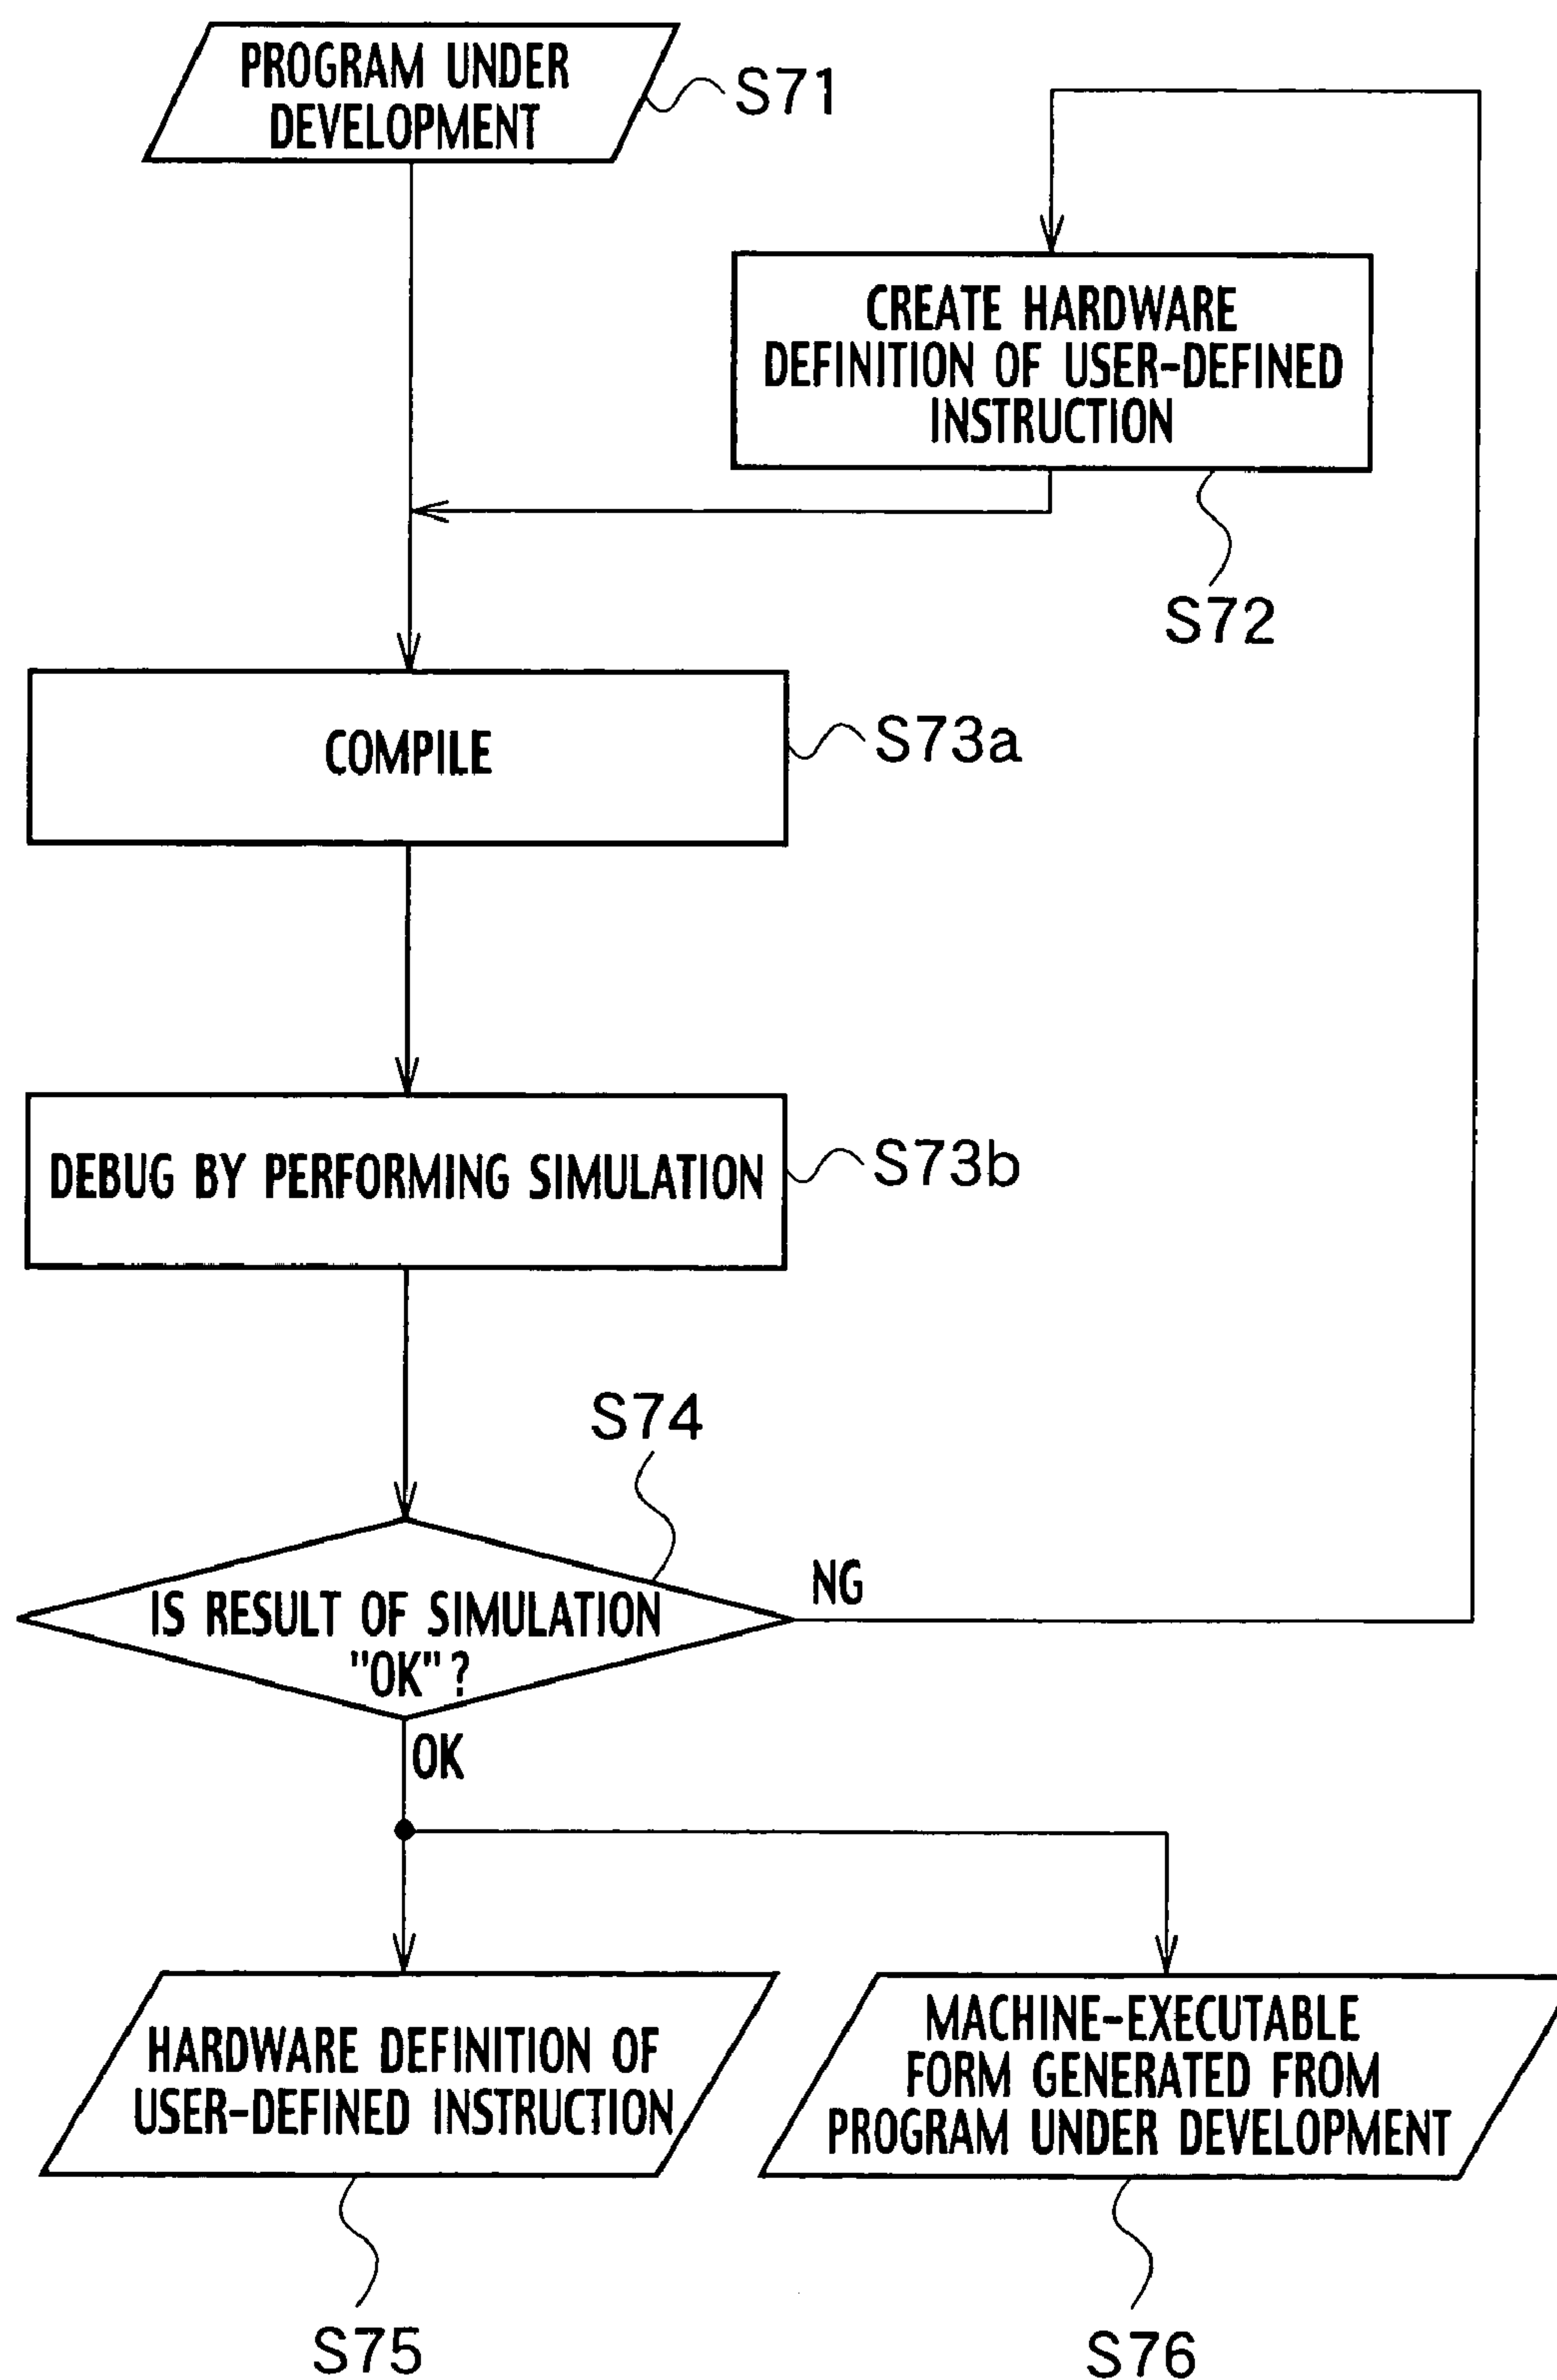 PROGRAM UNDER
DEVELOPMENT
S71
CREATE HARDWARE
DEFINITION OF USER-DEFINED
INSTRUCTION
S72
COMPILE
S73a
DEBUG BY PERFORMING SIMULATION
S73b
S74
IS RESULT OF SIMULATION
"OK"?
NG
OK
HARDWARE DEFINITION OF
USER-DEFINED INSTRUCTION
S75
MACHINE-EXECUTABLE
FORM GENERATED FROM
PROGRAM UNDER DEVELOPMENT
S76